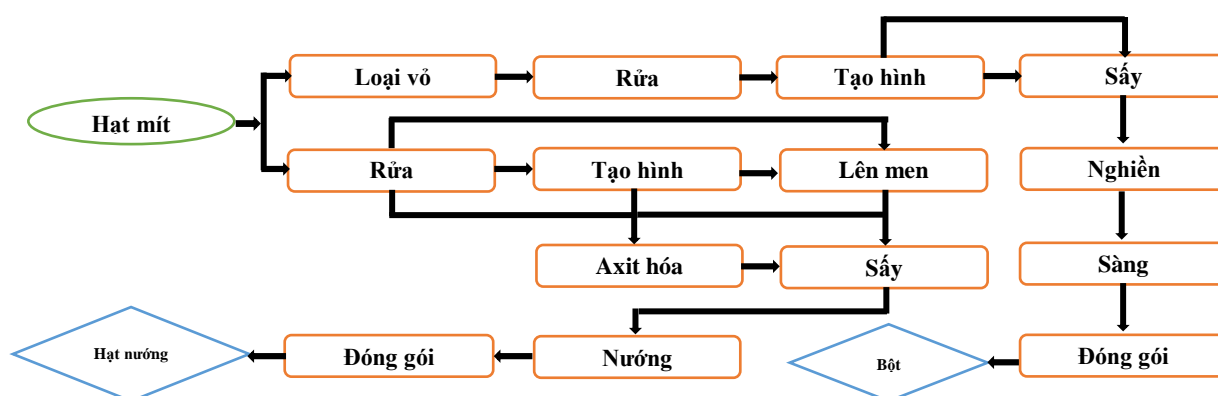 Loại vỏ
Rửa
Tạo hình
Sấy
Hạt mít
Rửa
Tạo hình
Lên men
Nghiền
Axit hóa
Sấy
Sàng
Hạt nướng
Đóng gói
Nướng
Bột
Đóng gói